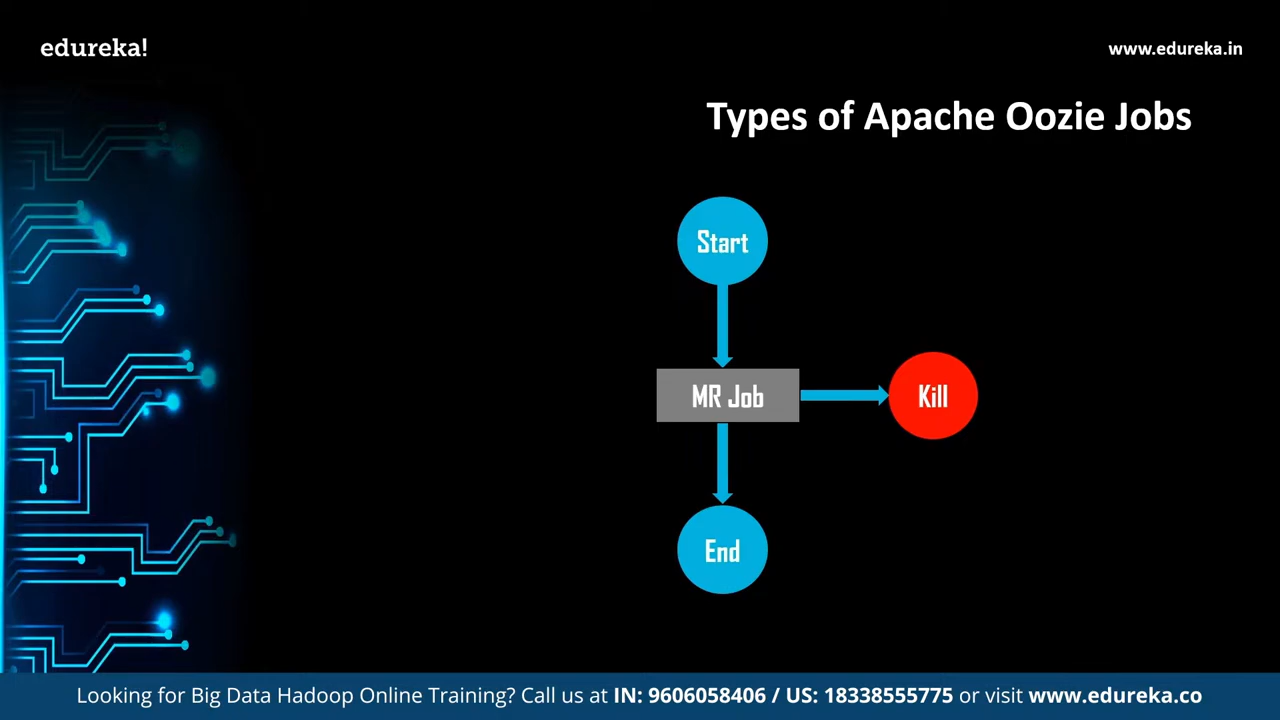 edureka!
www.edureka.in
Types of Apache Oozie Jobs
Start
MR Job
Kill
End
Looking for Big Data Hadoop Online Training? Call us at IN: 9606058406 / US: 18338555775 or visit www.edureka.co